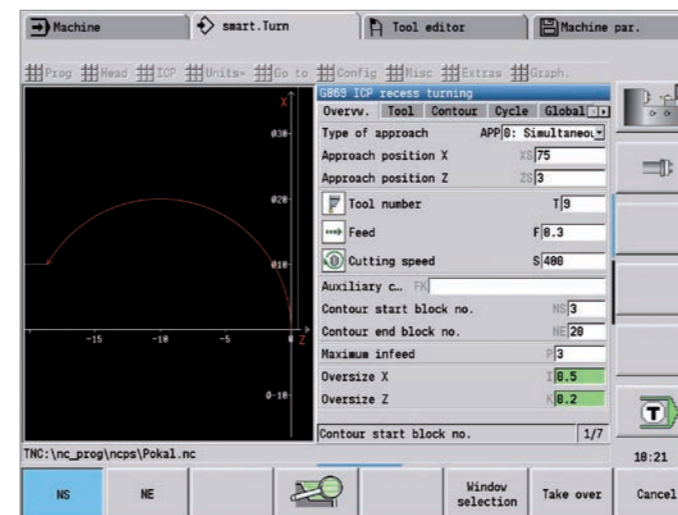 Machine smart.Turn Tool editor Machine par.
Prog Head ICP Units▸ Go to Config Misc Extras Graph.
G869 ICP recess turning
Overvw. Tool Contour Cycle Global
Type of approach APP 0: Simultaneou
Approach position X XS 75
Approach position Z ZS 3
Tool number T 9
Feed F 0.3
Cutting speed S 400
Auxiliary c… FK
Contour start block no. NS 3
Contour end block no. NE 20
Maximum infeed P 3
Oversize X I 0.5
Oversize Z K 0.2
Contour start block no. 1/7
X
ø30
ø20
ø10
-15 -10 -5 0 Z
ø-10
T
TNC:\nc_prog\ncps\Pokal.nc 10:21
NS NE Window selection Take over Cancel